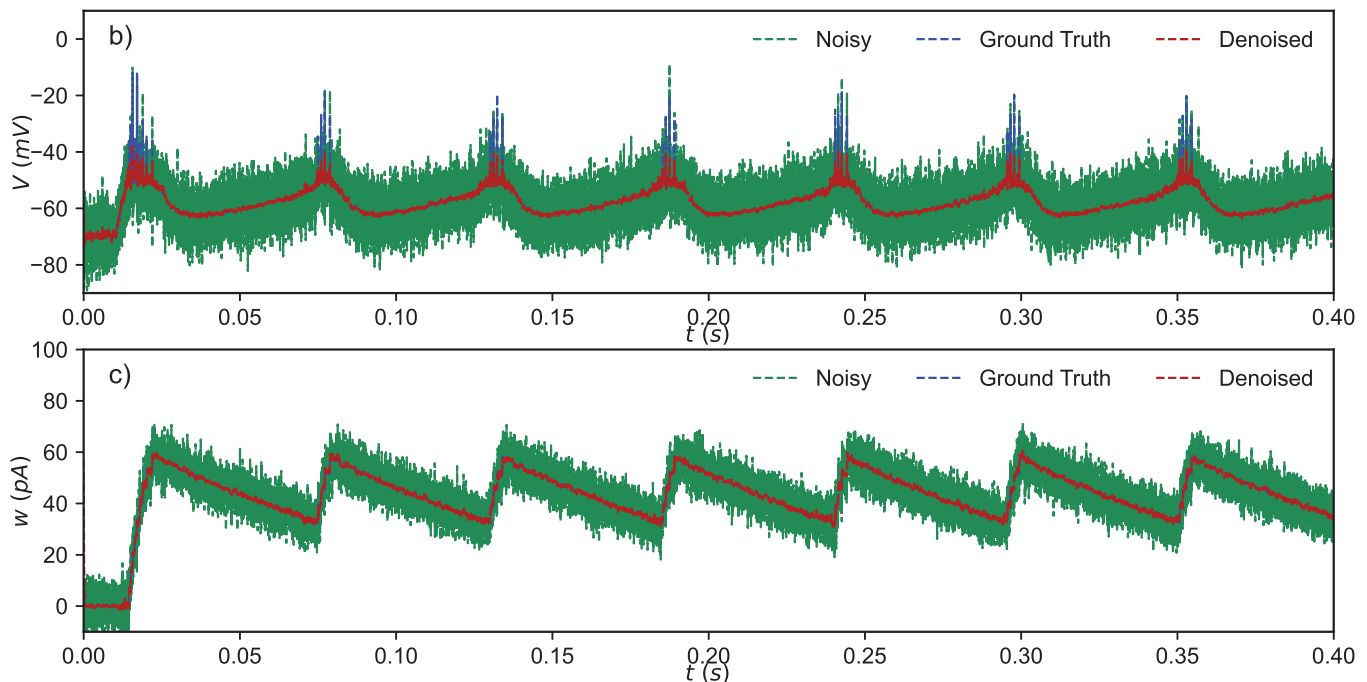 b)
Noisy
Ground Truth
Denoised
V (mV)
0
−20
−40
−60
−80
0.00
0.05
0.10
0.15
0.20
0.25
0.30
0.35
0.40
t (s)
c)
Noisy
Ground Truth
Denoised
w (pA)
100
80
60
40
20
0
0.00
0.05
0.10
0.15
0.20
0.25
0.30
0.35
0.40
t (s)